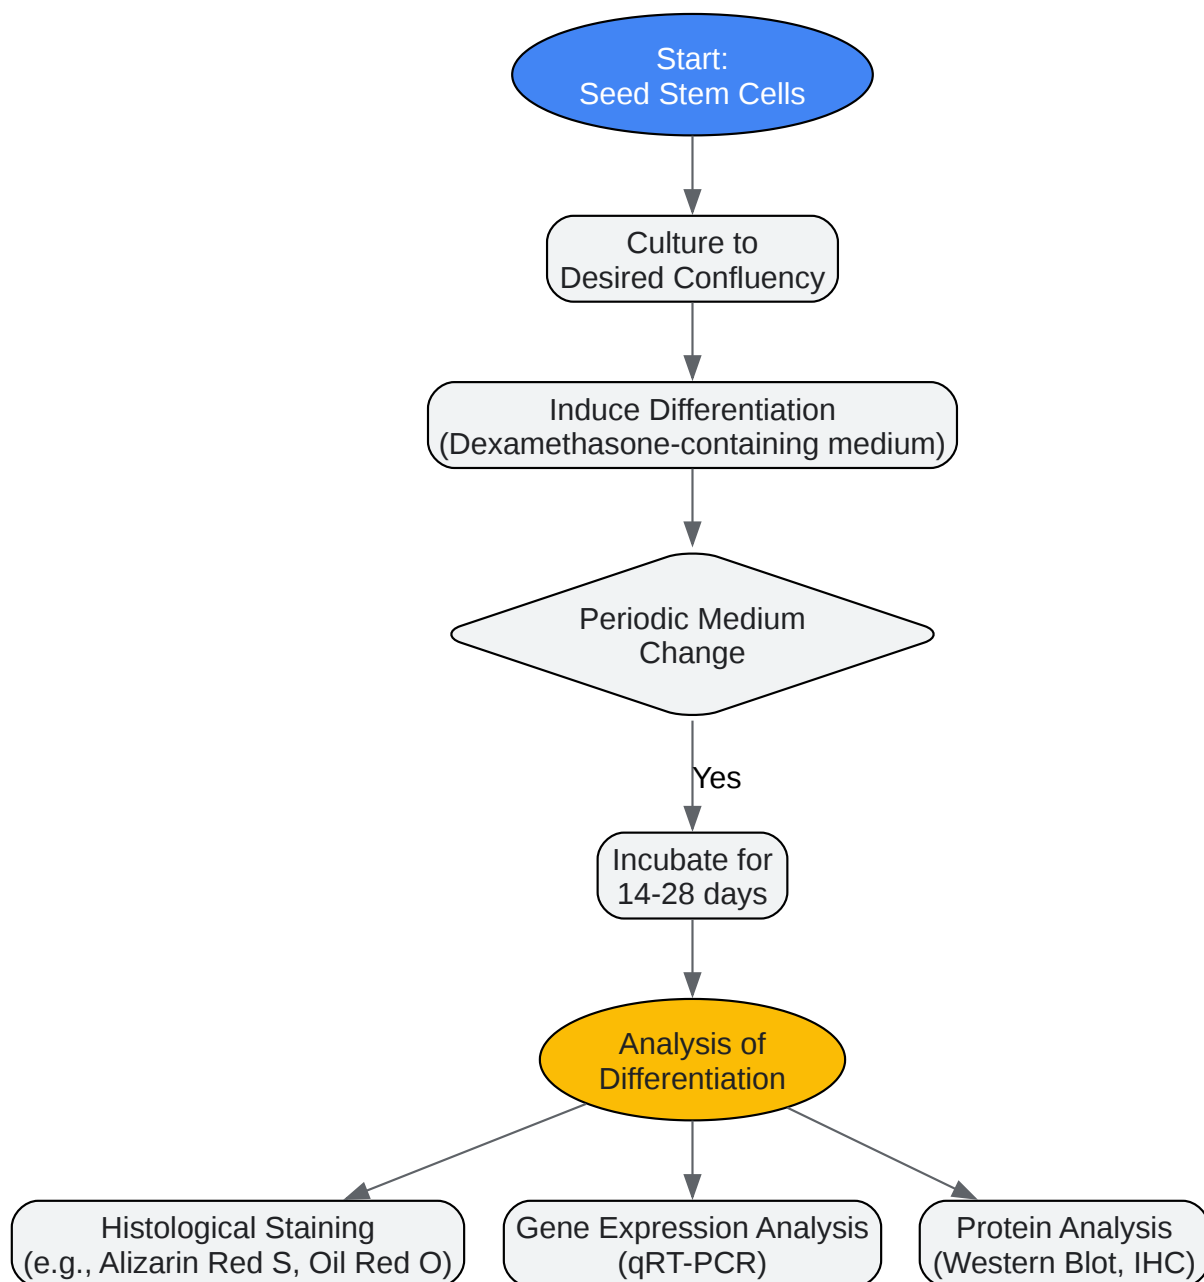 Start:
Seed Stem Cells
Culture to
Desired Confluency
Induce Differentiation
(Dexamethasone-containing medium)
Periodic Medium
Change
Yes
Incubate for
14-28 days
Analysis of
Differentiation
Histological Staining
(e.g., Alizarin Red S, Oil Red O)
Gene Expression Analysis
(qRT-PCR)
Protein Analysis
(Western Blot, IHC)